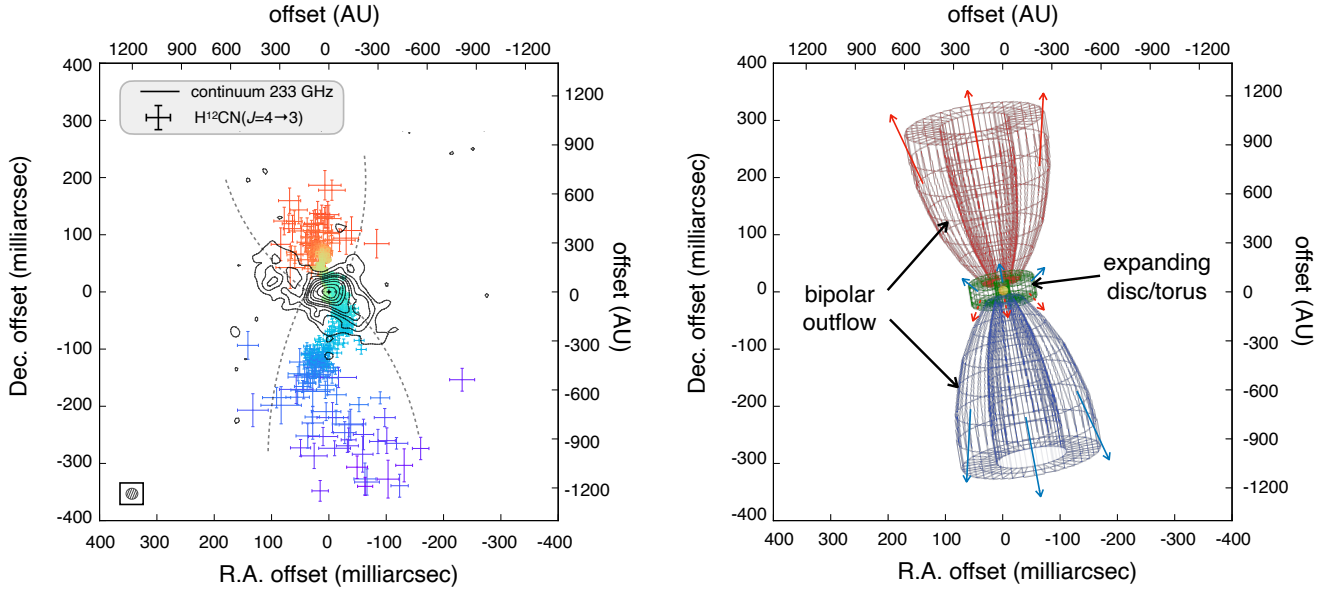 offset (AU)
1200 900 600 300 0 -300 -600 -900 -1200
400
300
200
100
0
-100
-200
-300
-400
Dec. offset (milliarcsec)
continuum 233 GHz
H¹²CN(J=4→3)
1200
900
600
300
0
-300
-600
-900
-1200
offset (AU)
400 300 200 100 0 -100 -200 -300 -400
R.A. offset (milliarcsec)
offset (AU)
1200 900 600 300 0 -300 -600 -900 -1200
400
300
200
100
0
-100
-200
-300
-400
Dec. offset (milliarcsec)
bipolar
outflow
expanding
disc/torus
1200
900
600
300
0
-300
-600
-900
-1200
offset (AU)
400 300 200 100 0 -100 -200 -300 -400
R.A. offset (milliarcsec)